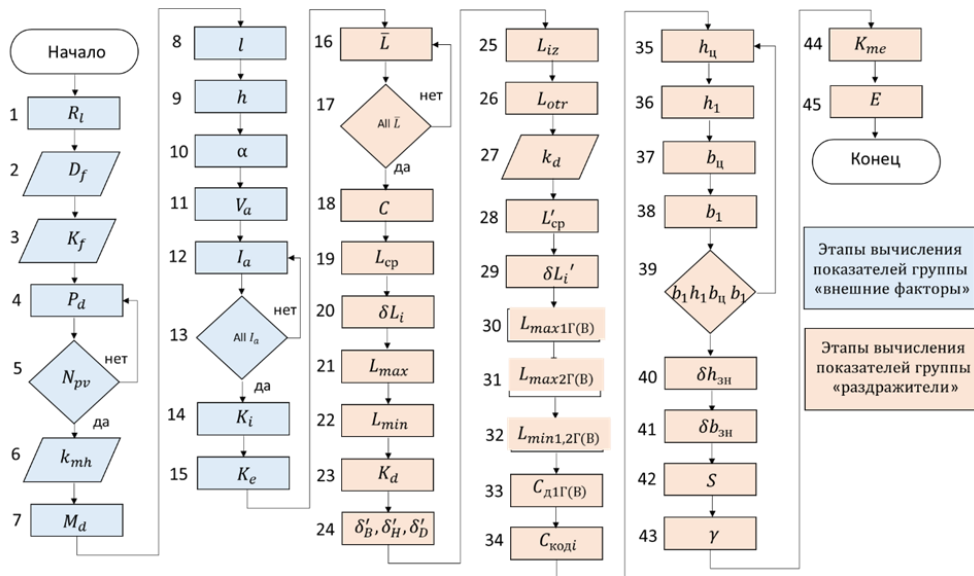 Начало
1 R_l
2 D_f
3 K_f
4 P_d
нет
5 N_pv
да
6 k_mh
7 M_d
8 l
9 h
10 α
11 V_a
12 I_a
нет
13 All I_a
да
14 K_i
15 K_e
16 L̅
нет
17 All L̅
да
18 C
19 L_ср
20 δL_i
21 L_max
22 L_min
23 K_d
24 δ'_B, δ'_H, δ'_D
25 L_iz
26 L_otr
27 k_d
28 L'_ср
29 δL_i'
30 L_max1Г(В)
31 L_max2Г(В)
32 L_min1,2Г(В)
33 C_д1Г(В)
34 C_кодi
35 h_ц
36 h_1
37 b_ц
38 b_1
39 b_1 h_1 b_ц b_1
40 δh_зн
41 δb_зн
42 S
43 γ
44 K_me
45 E
Конец
Этапы вычисления
показателей группы
«внешние факторы»
Этапы вычисления
показателей группы
«раздражители»